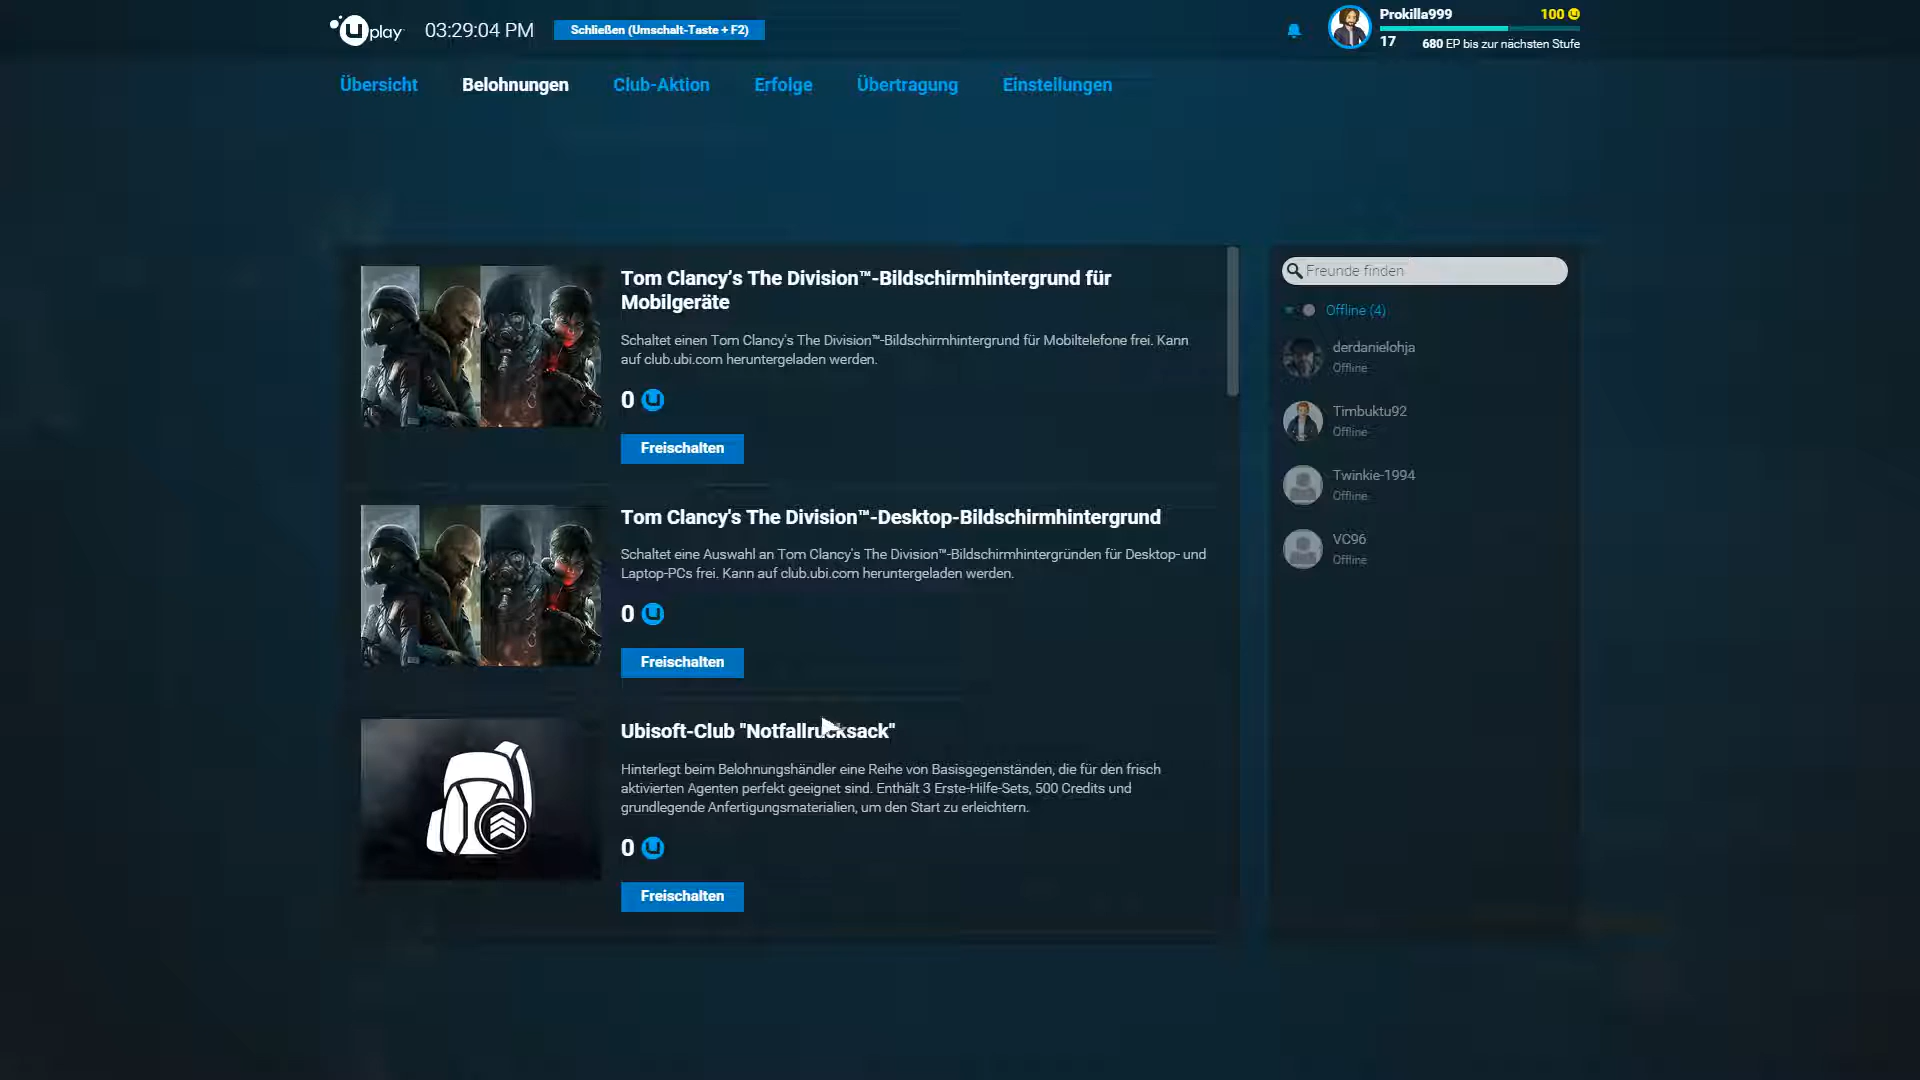 Uplay
03:29:04 PM
Schließen (Umschalt-Taste + F2)
Prokilla999
100
17
680 EP bis zur nächsten Stufe
Übersicht
Belohnungen
Club-Aktion
Erfolge
Übertragung
Einstellungen
Tom Clancy's The Division™-Bildschirmhintergrund für
Mobilgeräte
Schaltet einen Tom Clancy's The Division™-Bildschirmhintergrund für Mobiltelefone frei. Kann
auf club.ubi.com heruntergeladen werden.
0
Freischalten
Tom Clancy's The Division™-Desktop-Bildschirmhintergrund
Schaltet eine Auswahl an Tom Clancy's The Division™-Bildschirmhintergründen für Desktop- und
Laptop-PCs frei. Kann auf club.ubi.com heruntergeladen werden.
0
Freischalten
Ubisoft-Club "Notfallrucksack"
Hinterlegt beim Belohnungshändler eine Reihe von Basisgegenständen, die für den frisch
aktivierten Agenten perfekt geeignet sind. Enthält 3 Erste-Hilfe-Sets, 500 Credits und
grundlegende Anfertigungsmaterialien, um den Start zu erleichtern.
0
Freischalten
Freunde finden
Offline (4)
derdanielohja
Offline
Timbuktu92
Offline
Twinkie-1994
Offline
VC96
Offline